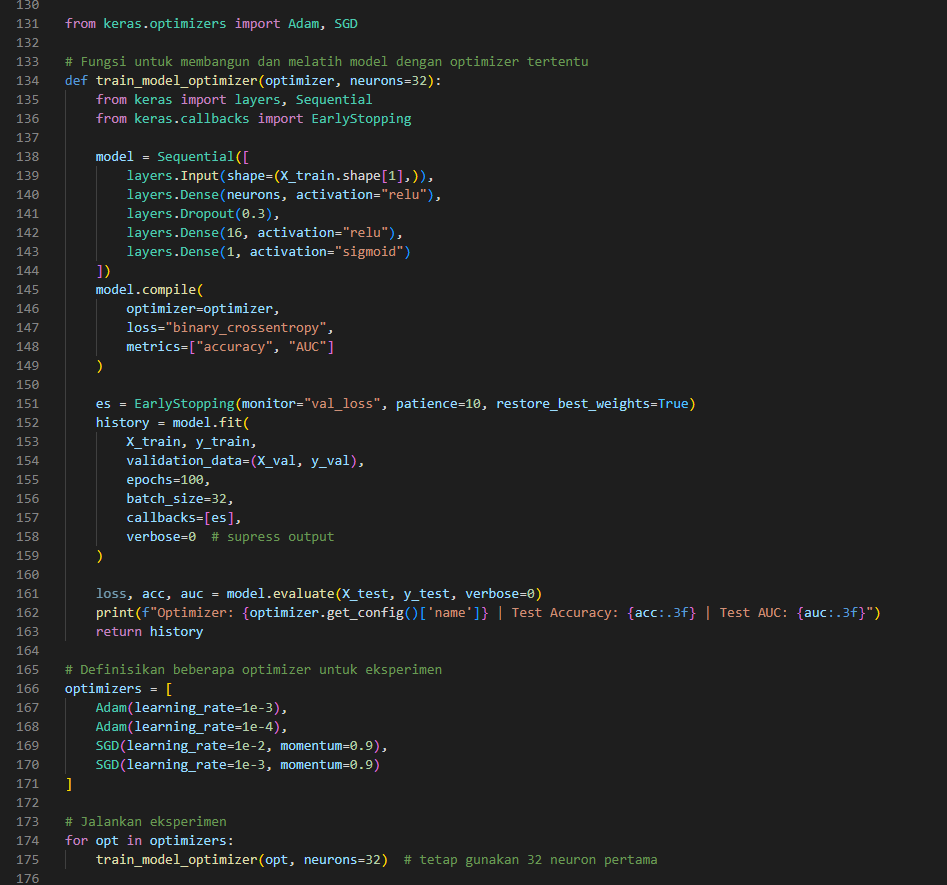 130
131 from keras.optimizers import Adam, SGD
132
133 # Fungsi untuk membangun dan melatih model dengan optimizer tertentu
134 def train_model_optimizer(optimizer, neurons=32):
135     from keras import layers, Sequential
136     from keras.callbacks import EarlyStopping
137
138     model = Sequential([
139         layers.Input(shape=(X_train.shape[1],)),
140         layers.Dense(neurons, activation="relu"),
141         layers.Dropout(0.3),
142         layers.Dense(16, activation="relu"),
143         layers.Dense(1, activation="sigmoid")
144     ])
145     model.compile(
146         optimizer=optimizer,
147         loss="binary_crossentropy",
148         metrics=["accuracy", "AUC"]
149     )
150
151     es = EarlyStopping(monitor="val_loss", patience=10, restore_best_weights=True)
152     history = model.fit(
153         X_train, y_train,
154         validation_data=(X_val, y_val),
155         epochs=100,
156         batch_size=32,
157         callbacks=[es],
158         verbose=0  # supress output
159     )
160
161     loss, acc, auc = model.evaluate(X_test, y_test, verbose=0)
162     print(f"Optimizer: {optimizer.get_config()['name']} | Test Accuracy: {acc:.3f} | Test AUC: {auc:.3f}")
163     return history
164
165 # Definisikan beberapa optimizer untuk eksperimen
166 optimizers = [
167     Adam(learning_rate=1e-3),
168     Adam(learning_rate=1e-4),
169     SGD(learning_rate=1e-2, momentum=0.9),
170     SGD(learning_rate=1e-3, momentum=0.9)
171 ]
172
173 # Jalankan eksperimen
174 for opt in optimizers:
175     train_model_optimizer(opt, neurons=32)  # tetap gunakan 32 neuron pertama
176